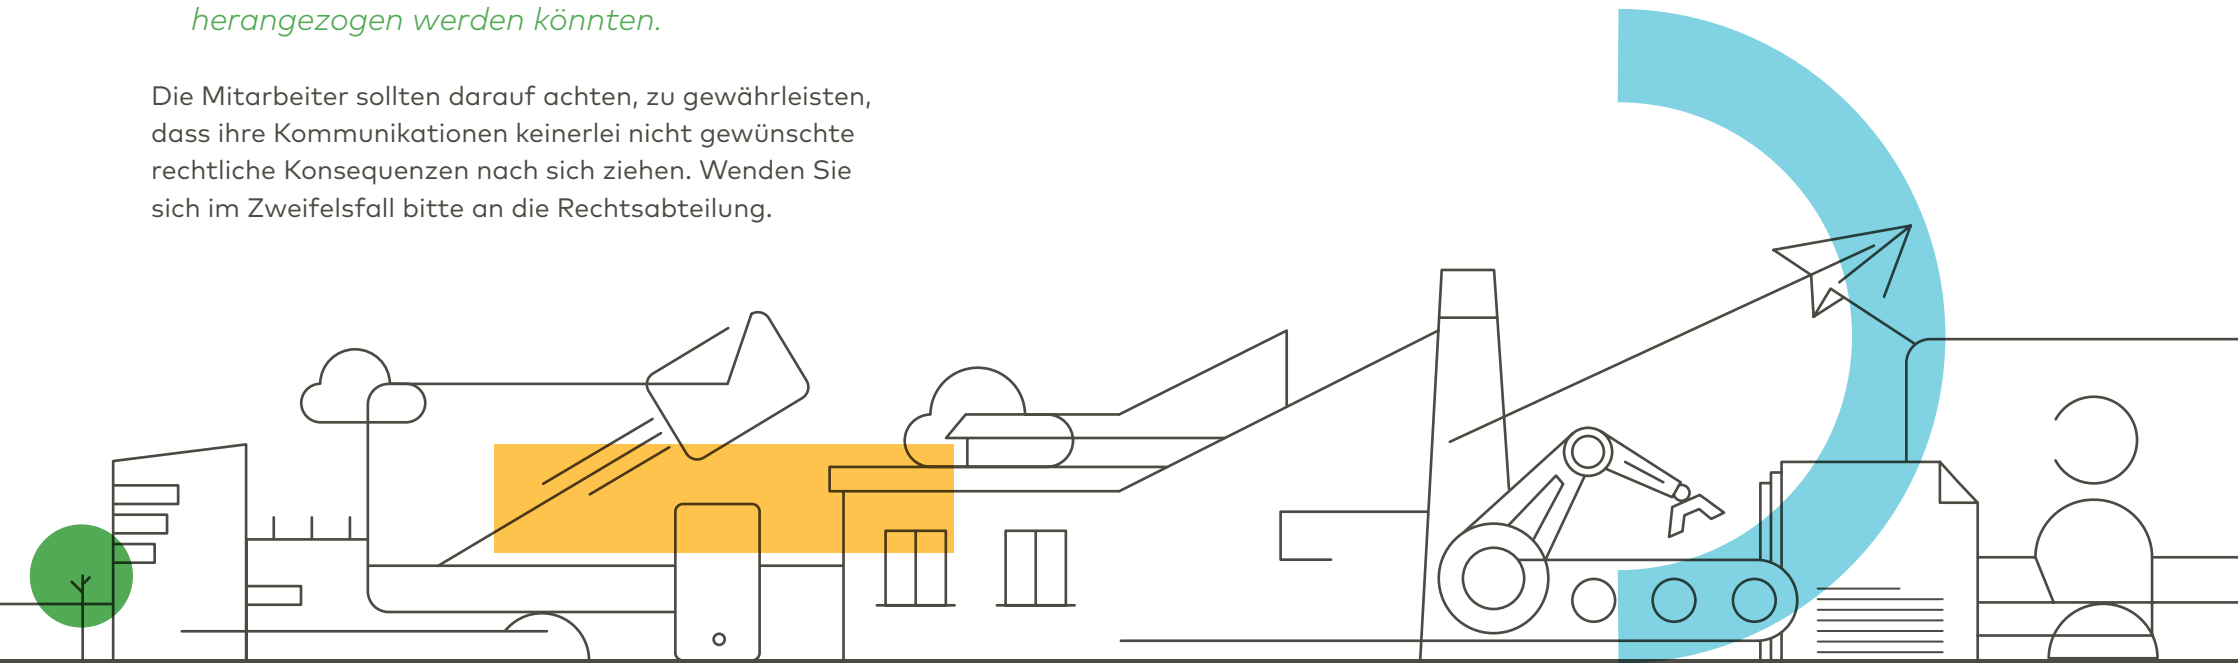 herangezogen werden könnten.
Die Mitarbeiter sollten darauf achten, zu gewährleisten,
dass ihre Kommunikationen keinerlei nicht gewünschte
rechtliche Konsequenzen nach sich ziehen. Wenden Sie
sich im Zweifelsfall bitte an die Rechtsabteilung.